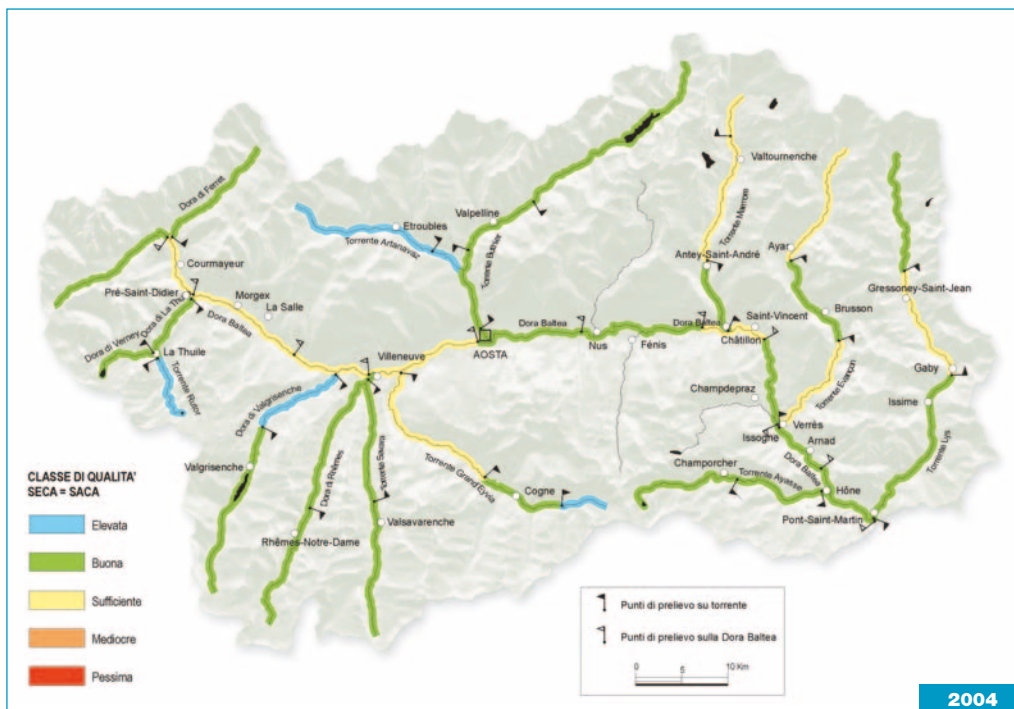 Valtournenche
Dora di Ferret
Valpelline
Etroubles
Torrente Artanavaz
Torrente Buthier
Torrente Marmore
Antey-Saint-André
Ayar
Courmayeur
Gressoney-Saint-Jean
Pré-Saint-Didier
Morgex
La Salle
Dora di La Thui
Dora Baltea
Dora di Verney
La Thuile
Torrente Rutor
Villeneuve
AOSTA
Dora Baltea
Nus
Fénis
Dora Baltea
Saint-Vincent
Châtillon
Brusson
Torrente Evançon
Gaby
Issime
Torrente Lys
Dora di Valgrisenche
Champdepraz
Verrès
Issogne
Arnad
Dora Baltea
Valgrisenche
Dora di Rhêmes
Torrente Savara
Torrente Grand'Eyvia
Cogne
Champorcher
Torrente Ayasse
Hône
Pont-Saint-Martin
Valsavarenche
Rhêmes-Notre-Dame
CLASSE DI QUALITA'
SECA = SACA
Elevata
Buona
Sufficiente
Mediocre
Pessima
Punti di prelievo su torrente
Punti di prelievo sulla Dora Baltea
0 5 10 Km
2004